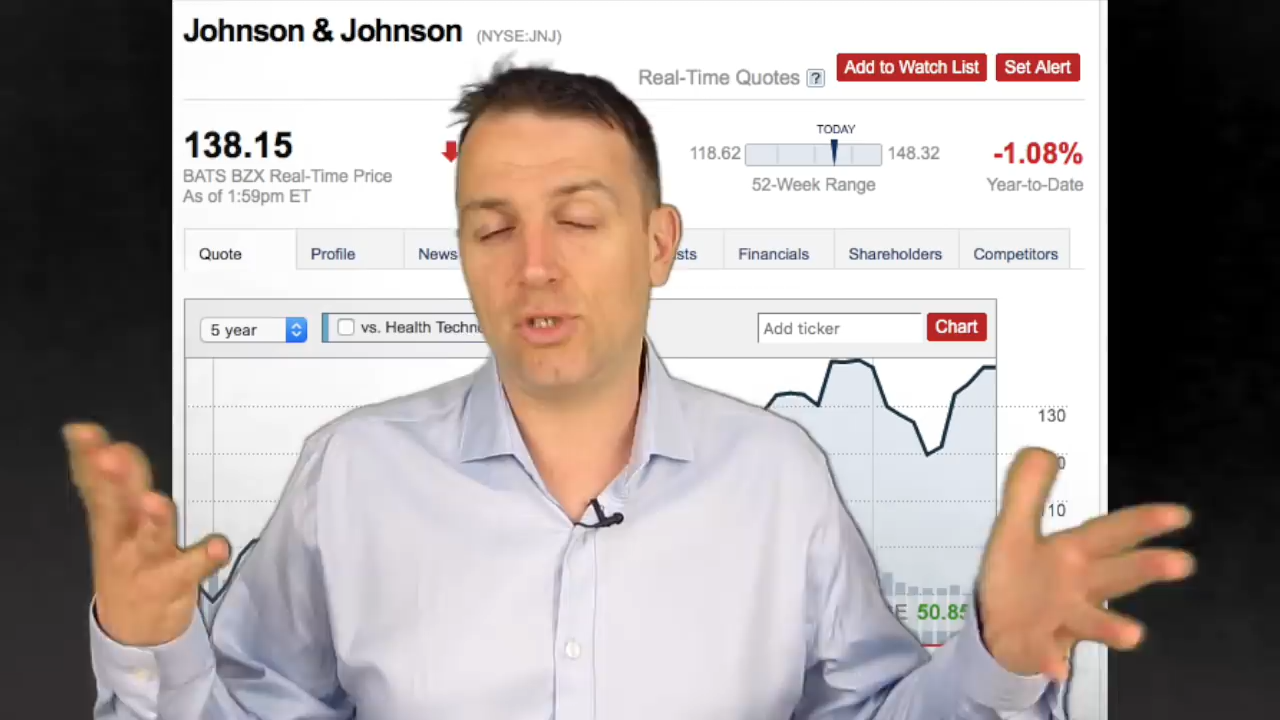 Johnson & Johnson (NYSE:JNJ)
Real-Time Quotes ? Add to Watch List Set Alert
TODAY
138.15 118.62 148.32 -1.08%
BATS BZX Real-Time Price 52-Week Range Year-to-Date
As of 1:59pm ET
Quote Profile News Financials Shareholders Competitors
5 year vs. Health Add ticker Chart
130
110
50.85